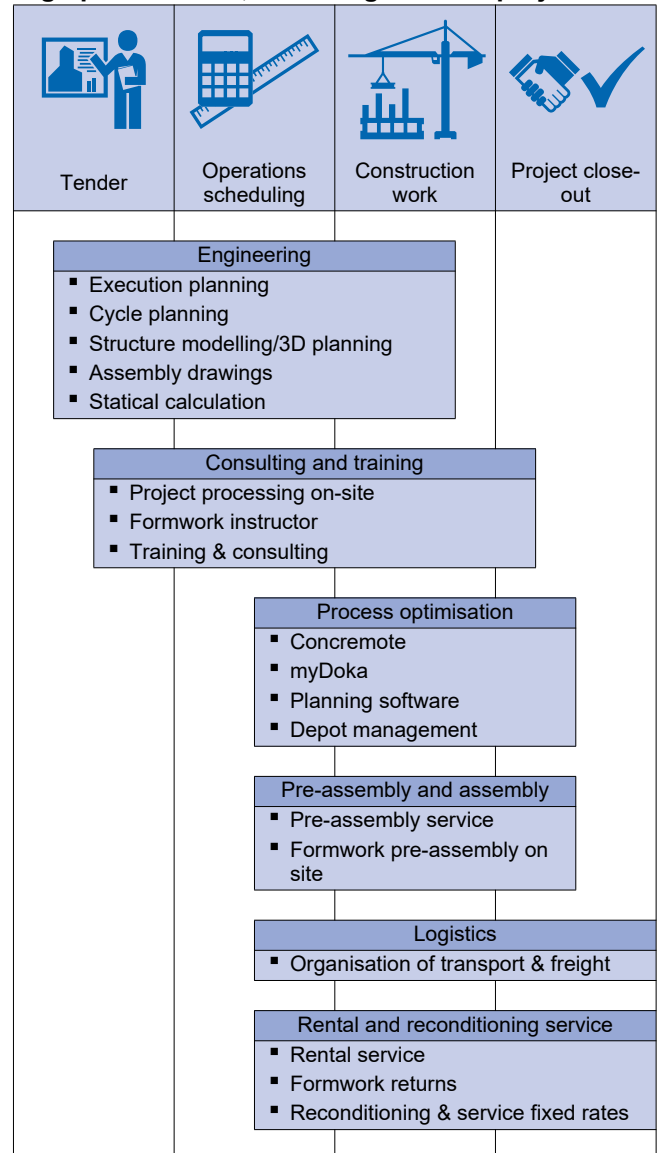 Tender
Operations
scheduling
Construction
work
Project close-
out
Engineering
▪ Execution planning
▪ Cycle planning
▪ Structure modelling/3D planning
▪ Assembly drawings
▪ Statical calculation
Consulting and training
▪ Project processing on-site
▪ Formwork instructor
▪ Training & consulting
Process optimisation
▪ Concremote
▪ myDoka
▪ Planning software
▪ Depot management
Pre-assembly and assembly
▪ Pre-assembly service
▪ Formwork pre-assembly on
site
Logistics
▪ Organisation of transport & freight
Rental and reconditioning service
▪ Rental service
▪ Formwork returns
▪ Reconditioning & service fixed rates